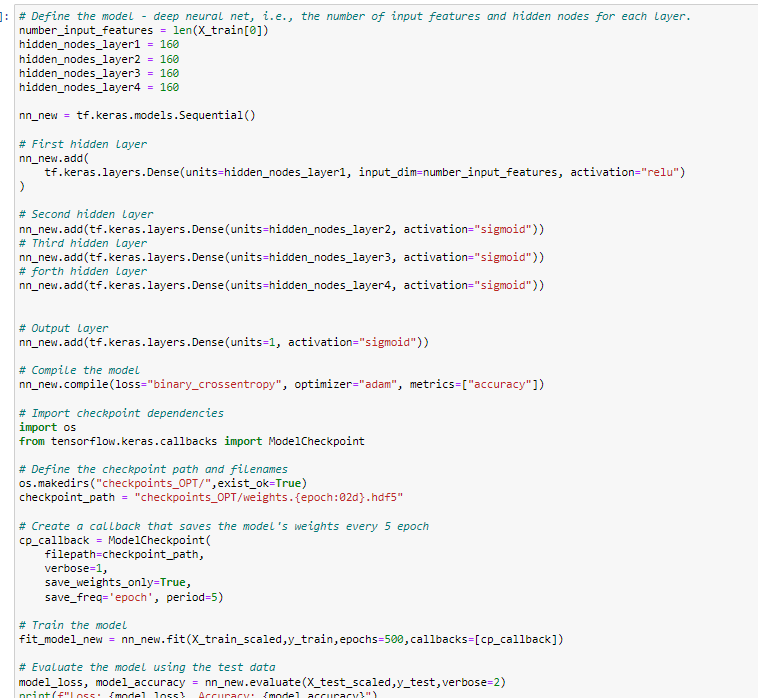 ]: # Define the model - deep neural net, i.e., the number of input features and hidden nodes for each layer.
number_input_features = len(X_train[0])
hidden_nodes_layer1 = 160
hidden_nodes_layer2 = 160
hidden_nodes_layer3 = 160
hidden_nodes_layer4 = 160
nn_new = tf.keras.models.Sequential()
# First hidden layer
nn_new.add(
    tf.keras.layers.Dense(units=hidden_nodes_layer1, input_dim=number_input_features, activation="relu")
)
# Second hidden layer
nn_new.add(tf.keras.layers.Dense(units=hidden_nodes_layer2, activation="sigmoid"))
# Third hidden layer
nn_new.add(tf.keras.layers.Dense(units=hidden_nodes_layer3, activation="sigmoid"))
# forth hidden layer
nn_new.add(tf.keras.layers.Dense(units=hidden_nodes_layer4, activation="sigmoid"))
# Output layer
nn_new.add(tf.keras.layers.Dense(units=1, activation="sigmoid"))
# Compile the model
nn_new.compile(loss="binary_crossentropy", optimizer="adam", metrics=["accuracy"])
# Import checkpoint dependencies
import os
from tensorflow.keras.callbacks import ModelCheckpoint
# Define the checkpoint path and filenames
os.makedirs("checkpoints_OPT/",exist_ok=True)
checkpoint_path = "checkpoints_OPT/weights.{epoch:02d}.hdf5"
# Create a callback that saves the model's weights every 5 epoch
cp_callback = ModelCheckpoint(
    filepath=checkpoint_path,
    verbose=1,
    save_weights_only=True,
    save_freq='epoch', period=5)
# Train the model
fit_model_new = nn_new.fit(X_train_scaled,y_train,epochs=500,callbacks=[cp_callback])
# Evaluate the model using the test data
model_loss, model_accuracy = nn_new.evaluate(X_test_scaled,y_test,verbose=2)
print(f"Loss: {model_loss}, Accuracy: {model_accuracy}")